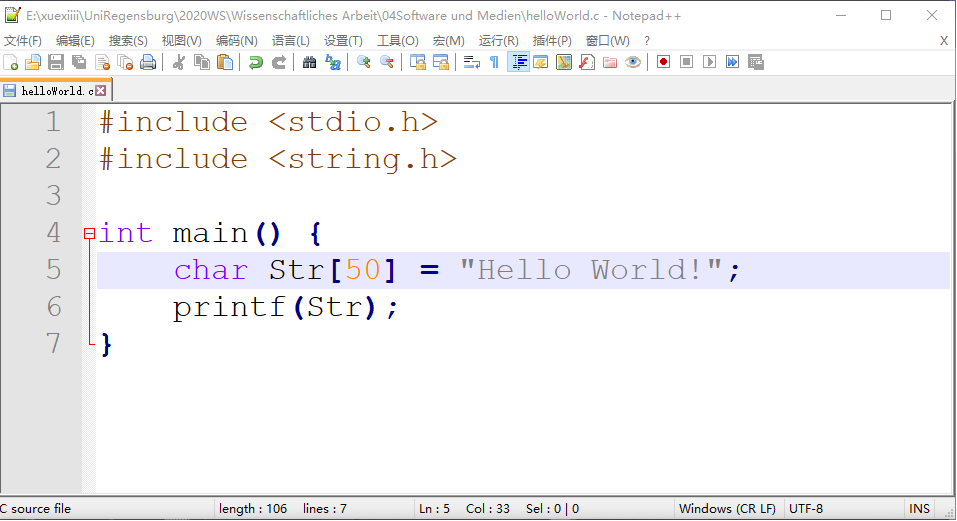 E:\xuexiiii\UniRegensburg\2020WS\Wissenschaftliches Arbeit\04Software und Medien\helloWorld.c - Notepad++
文件(F) 编辑(E) 搜索(S) 视图(V) 编码(N) 语言(L) 设置(T) 工具(O) 宏(M) 运行(R) 插件(P) 窗口(W) ? X
helloWorld.c
1 #include <stdio.h>
2 #include <string.h>
3
4 int main() {
5     char Str[50] = "Hello World!";
6     printf(Str);
7 }
C source file length : 106 lines : 7 Ln : 5 Col : 33 Sel : 0 | 0 Windows (CR LF) UTF-8 INS